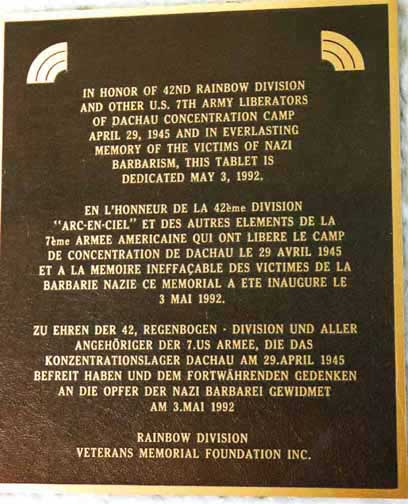 IN HONOR OF 42ND RAINBOW DIVISION
AND OTHER U.S. 7TH ARMY LIBERATORS
OF DACHAU CONCENTRATION CAMP
APRIL 29, 1945 AND IN EVERLASTING
MEMORY OF THE VICTIMS OF NAZI
BARBARISM, THIS TABLET IS
DEDICATED MAY 3, 1992.
EN L'HONNEUR DE LA 42ème DIVISION
"ARC-EN-CIEL" ET DES AUTRES ELEMENTS DE LA
7ème ARMEE AMERICAINE QUI ONT LIBERE LE CAMP
DE CONCENTRATION DE DACHAU LE 29 AVRIL 1945
ET A LA MEMOIRE INEFFAÇABLE DES VICTIMES DE LA
BARBARIE NAZIE CE MEMORIAL A ETE INAUGURE LE
3 MAI 1992.
ZU EHREN DER 42, REGENBOGEN - DIVISION UND ALLER
ANGEHÖRIGER DER 7.US ARMEE, DIE DAS
KONZENTRATIONSLAGER DACHAU AM 29.APRIL 1945
BEFREIT HABEN UND DEM FORTWÄHRENDEN GEDENKEN
AN DIE OPFER DER NAZI BARBAREI GEWIDMET
AM 3.MAI 1992
RAINBOW DIVISION
VETERANS MEMORIAL FOUNDATION INC.